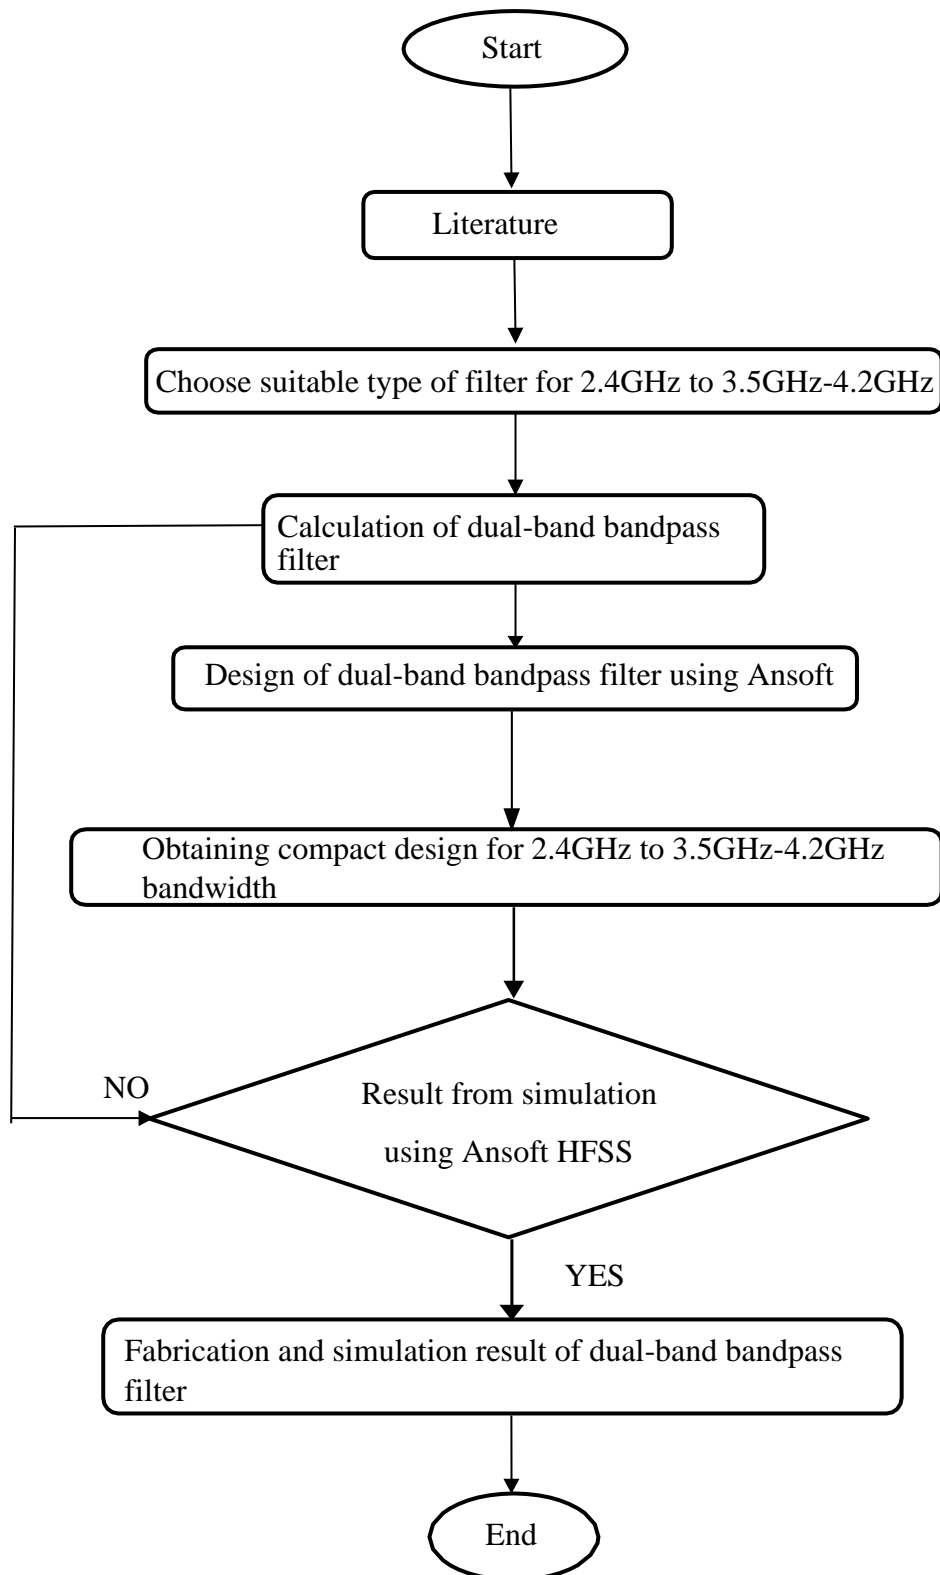 Start
Literature
Choose suitable type of filter for 2.4GHz to 3.5GHz-4.2GHz
Calculation of dual-band bandpass
filter
Design of dual-band bandpass filter using Ansoft
Obtaining compact design for 2.4GHz to 3.5GHz-4.2GHz
bandwidth
NO
Result from simulation
using Ansoft HFSS
YES
Fabrication and simulation result of dual-band bandpass
filter
End